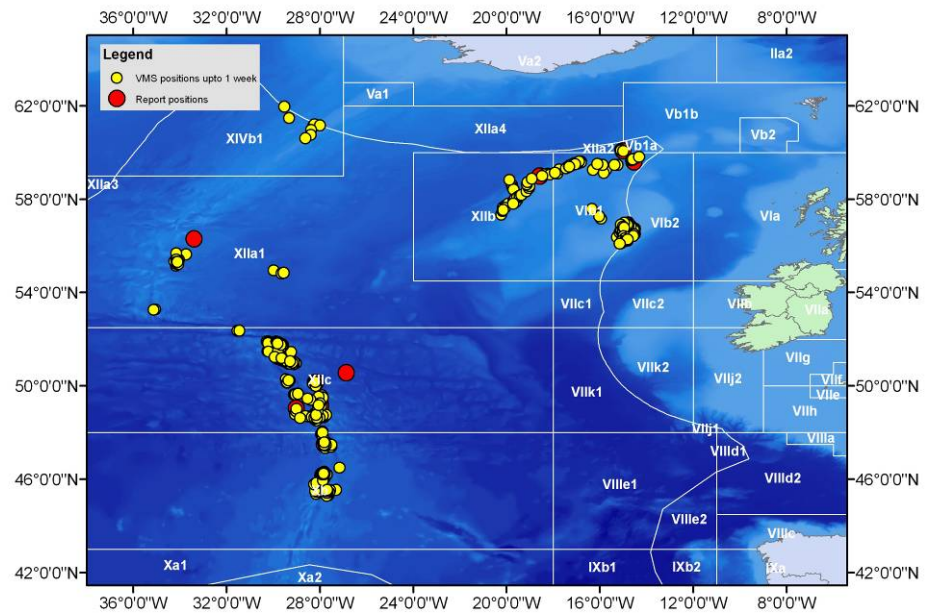 36°0'0"W 32°0'0"W 28°0'0"W 24°0'0"W 20°0'0"W 16°0'0"W 12°0'0"W 8°0'0"W
Legend
VMS positions upto 1 week
Report positions
Va2
IIa2
Va1
62°0'0"N 62°0'0"N
XIVb1
XIIa4
Vb1b
Vb2
XIIa2
Vb1a
XIIa3
58°0'0"N 58°0'0"N
XIIb
VIb1
VIb2
VIa
XIIa1
54°0'0"N 54°0'0"N
VIIc1
VIIc2
VIIb
VIIa
VIIg
XIIc
VIIk2
VIIj2
VIIf
50°0'0"N 50°0'0"N
VIIk1
VIIe
VIIh
VIIj1
VIIIa
VIIId1
46°0'0"N 46°0'0"N
VIIIe1
VIIId2
VIIIe2
VIIIc
Xa1
Xa2
IXb1
IXb2
IXa
42°0'0"N 42°0'0"N
36°0'0"W 32°0'0"W 28°0'0"W 24°0'0"W 20°0'0"W 16°0'0"W 12°0'0"W 8°0'0"W